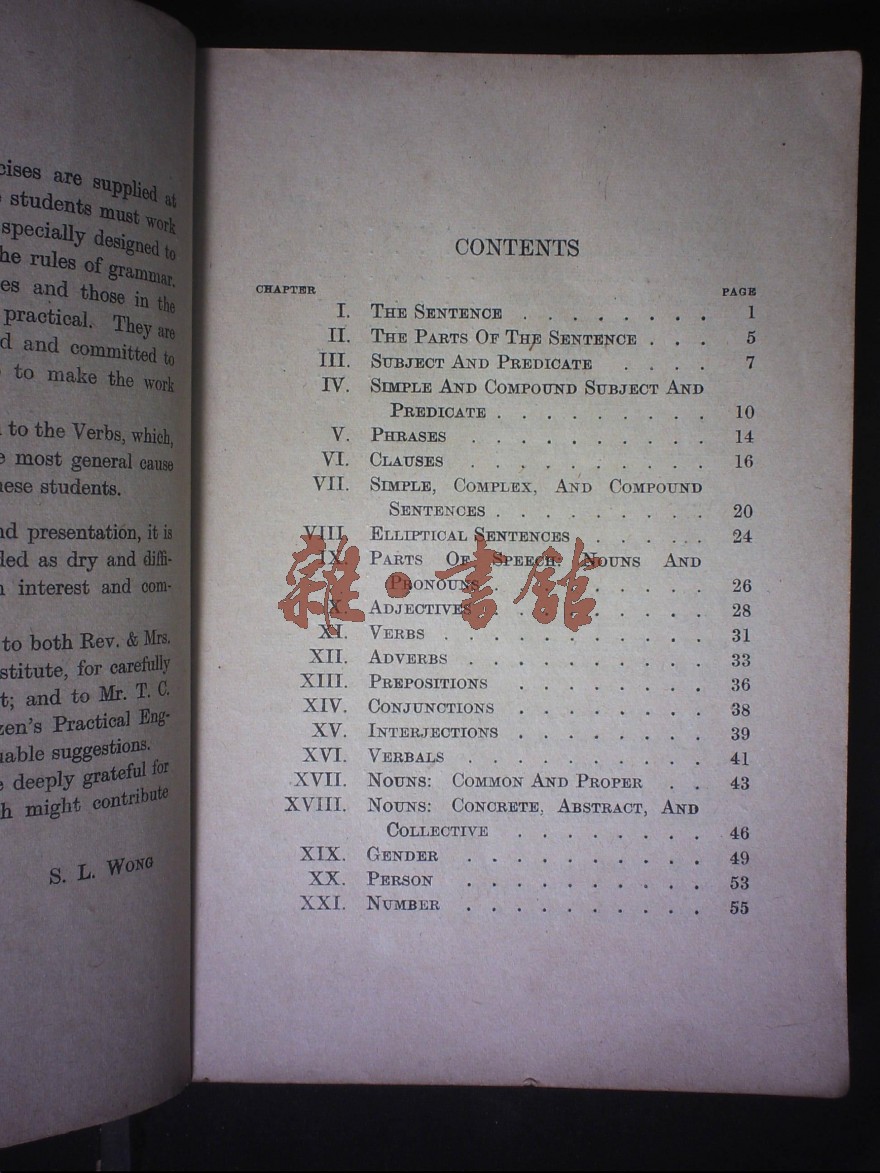 cises are supplied at
students must work
specially designed to
he rules of grammar.
es and those in the
practical. They are
d and committed to
to make the work
to the Verbs, which,
most general cause
nese students.
nd presentation, it is
led as dry and diffi-
interest and com-
to both Rev. & Mrs.
stitute, for carefully
t; and to Mr. T. C.
zen's Practical Eng-
uable suggestions.
deeply grateful for
h might contribute
S. L. WONG
CONTENTS
CHAPTER PAGE
I. THE SENTENCE . . . . . . . . 1
II. THE PARTS OF THE SENTENCE . . . 5
III. SUBJECT AND PREDICATE . . . . 7
IV. SIMPLE AND COMPOUND SUBJECT AND
PREDICATE . . . . . . . . . 10
V. PHRASES . . . . . . . . . . 14
VI. CLAUSES . . . . . . . . . . 16
VII. SIMPLE, COMPLEX, AND COMPOUND
SENTENCES . . . . . . . . . 20
VIII. ELLIPTICAL SENTENCES . . . . . . 24
IX. PARTS OF SPEECH; NOUNS AND
PRONOUNS . . . . . . . . . 26
X. ADJECTIVES . . . . . . . . . 28
XI. VERBS . . . . . . . . . . . 31
XII. ADVERBS . . . . . . . . . . 33
XIII. PREPOSITIONS . . . . . . . . 36
XIV. CONJUNCTIONS . . . . . . . . 38
XV. INTERJECTIONS . . . . . . . . 39
XVI. VERBALS . . . . . . . . . . 41
XVII. NOUNS: COMMON AND PROPER . . 43
XVIII. NOUNS: CONCRETE, ABSTRACT, AND
COLLECTIVE . . . . . . . . 46
XIX. GENDER . . . . . . . . . . 49
XX. PERSON . . . . . . . . . . 53
XXI. NUMBER . . . . . . . . . . 55
雜·書館